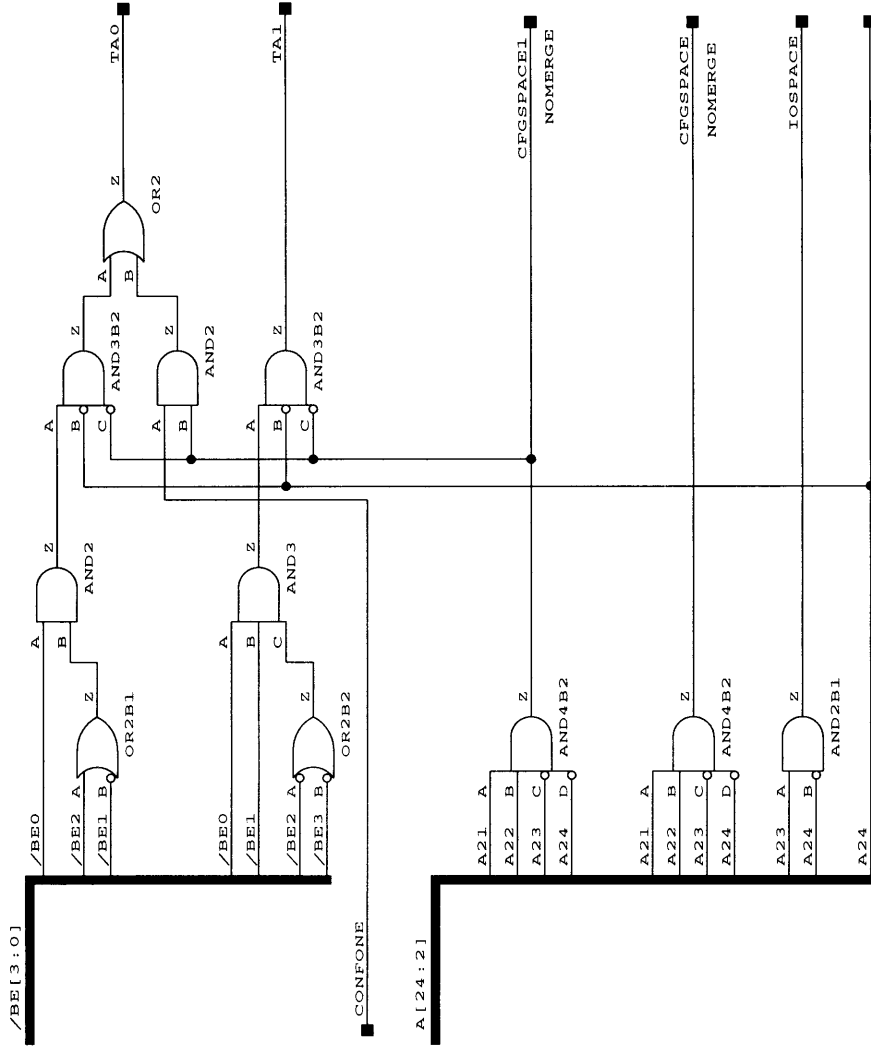 /BE[3:0]
/BE0
/BE2
/BE1
A
B
Z
OR2B1
A
B
Z
AND2
A
B
C
Z
AND3B2
A
B
Z
AND2
A
B
Z
OR2
TA0
/BE0
/BE1
/BE2
/BE3
A
B
Z
OR2B2
A
B
C
Z
AND3
A
B
C
Z
AND3B2
TA1
CONFONE
A[24:2]
A21
A22
A23
A24
A
B
C
D
Z
AND4B2
CFGSPACE1
NOMERGE
A21
A22
A23
A24
A
B
C
D
Z
AND4B2
CFGSPACE
NOMERGE
A23
A24
A
B
Z
AND2B1
IOSPACE
A24